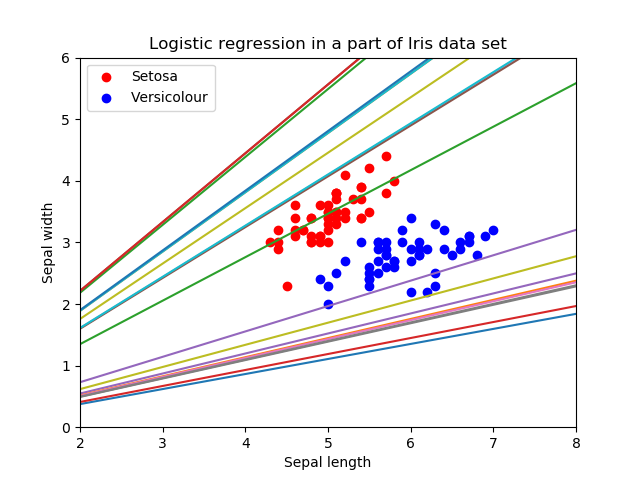 Logistic regression in a part of Iris data set
Setosa
Versicolour
Sepal width
6
5
4
3
2
1
0
2 3 4 5 6 7 8
Sepal length